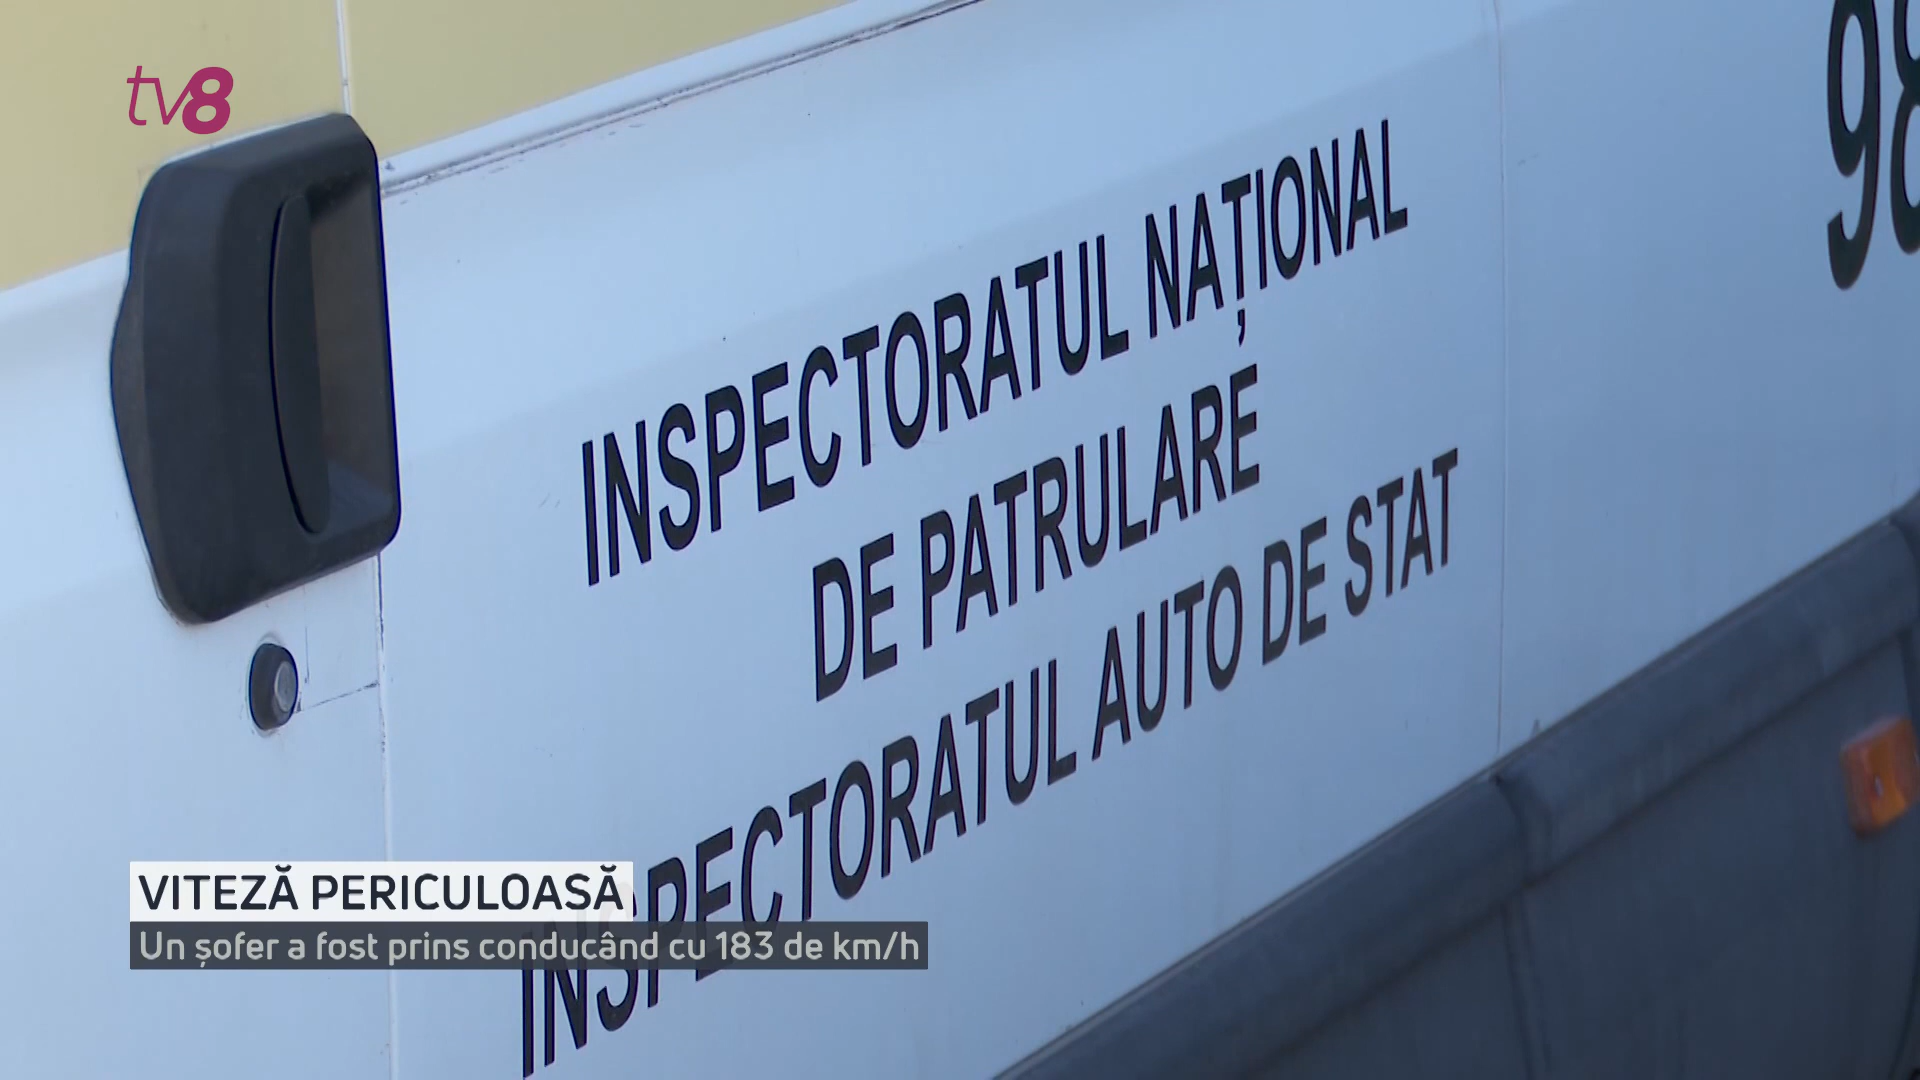 tv8
98
INSPECTORATUL NAȚIONAL
DE PATRULARE
INSPECTORATUL AUTO DE STAT
VITEZĂ PERICULOASĂ
Un șofer a fost prins conducând cu 183 de km/h